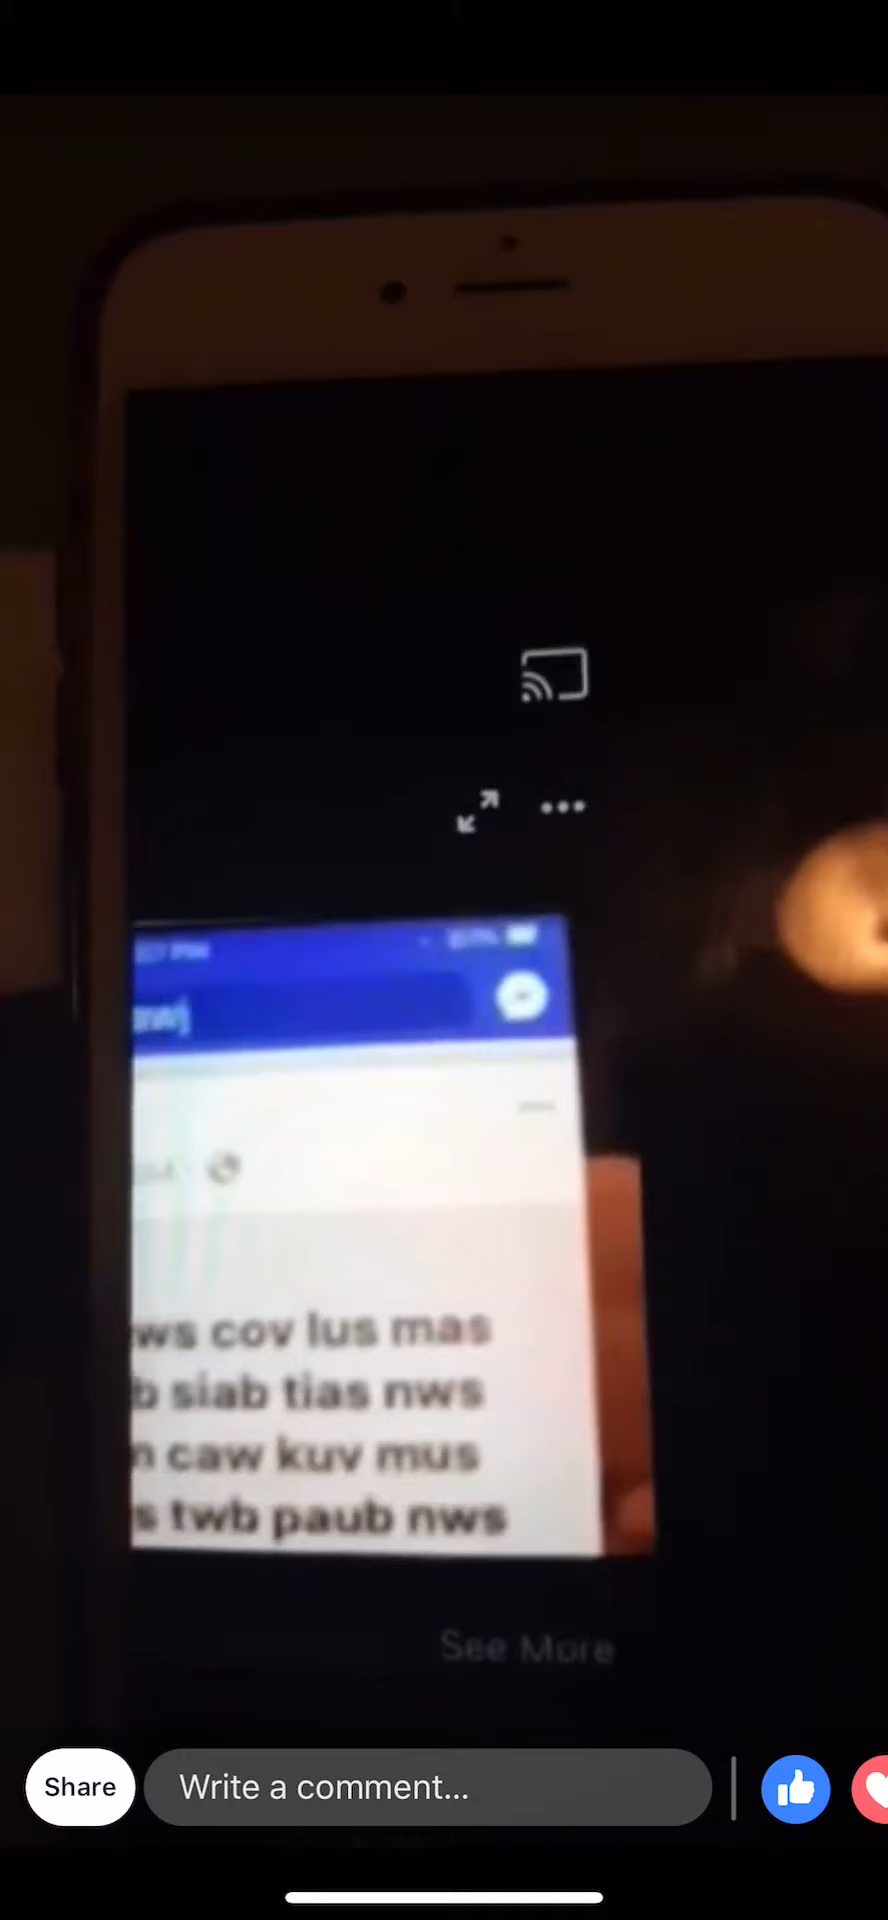 ws cov lus mas
b siab tias nws
n caw kuv mus
s twb paub nws
See More
Share
Write a comment...